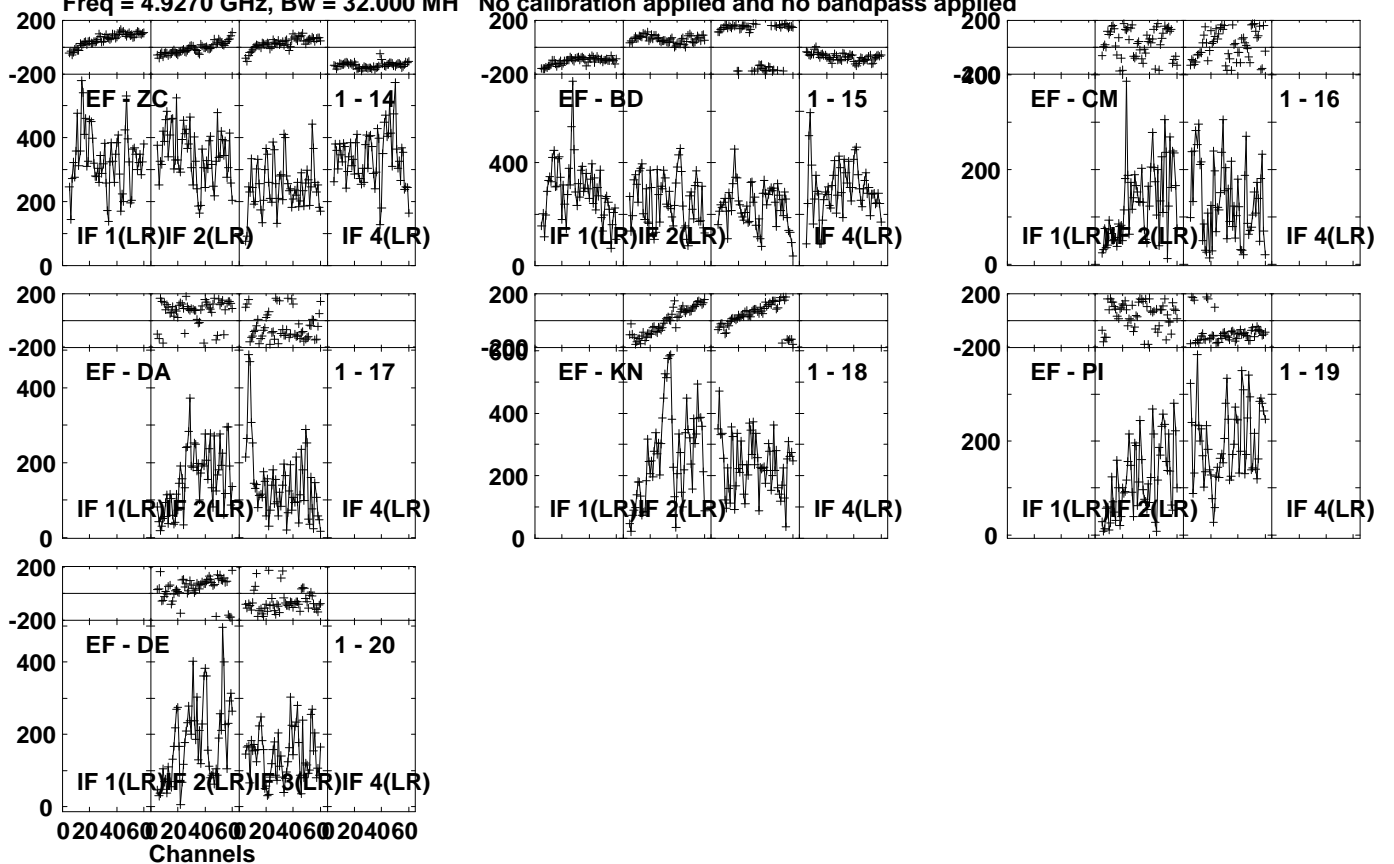 Freq = 4.9270 GHz, Bw = 32.000 MH No calibration applied and no bandpass applied
200
-200
EF - ZC 1 - 14
400
200
0
IF 1(LR) IF 2(LR) IF 4(LR)
200
-200
EF - BD 1 - 15
400
200
0
IF 1(LR) IF 2(LR) IF 4(LR)
200
-200
400
EF - CM 1 - 16
200
0
IF 1(LR) IF 2(LR) IF 4(LR)
200
-200
EF - DA 1 - 17
400
200
0
IF 1(LR) IF 2(LR) IF 4(LR)
200
-200
600
EF - KN 1 - 18
400
200
0
IF 1(LR) IF 2(LR) IF 4(LR)
200
-200
EF - PI 1 - 19
200
0
IF 1(LR) IF 2(LR) IF 4(LR)
200
-200
EF - DE 1 - 20
400
200
0
IF 1(LR) IF 2(LR) IF 3(LR) IF 4(LR)
0 20 40 60 0 20 40 60 0 20 40 60 0 20 40 60
Channels